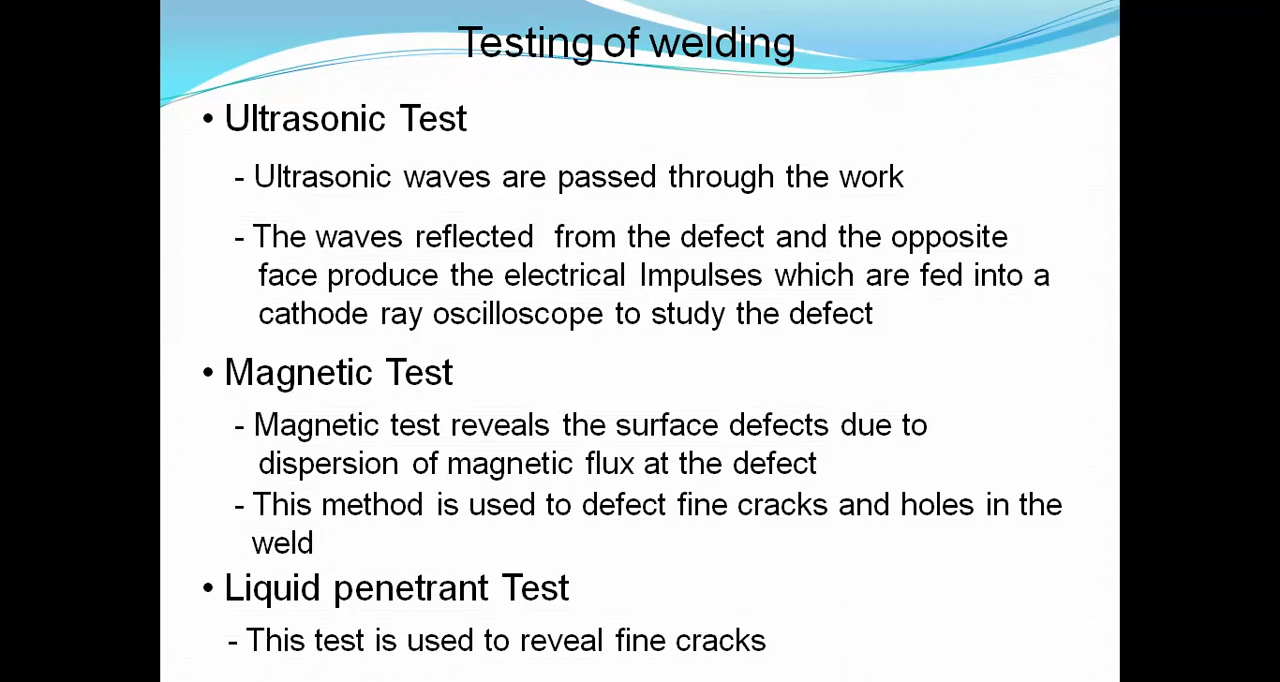 Testing of welding
• Ultrasonic Test
- Ultrasonic waves are passed through the work
- The waves reflected from the defect and the opposite
face produce the electrical Impulses which are fed into a
cathode ray oscilloscope to study the defect
• Magnetic Test
- Magnetic test reveals the surface defects due to
dispersion of magnetic flux at the defect
- This method is used to defect fine cracks and holes in the
weld
• Liquid penetrant Test
- This test is used to reveal fine cracks